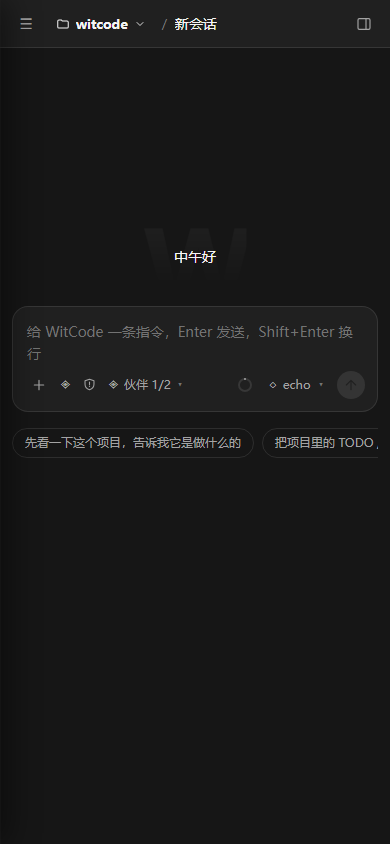 witcode / 新会话
W
中午好
给 WitCode 一条指令，Enter 发送，Shift+Enter 换
行
伙伴 1/2 echo
先看一下这个项目，告诉我它是做什么的 把项目里的 TODO